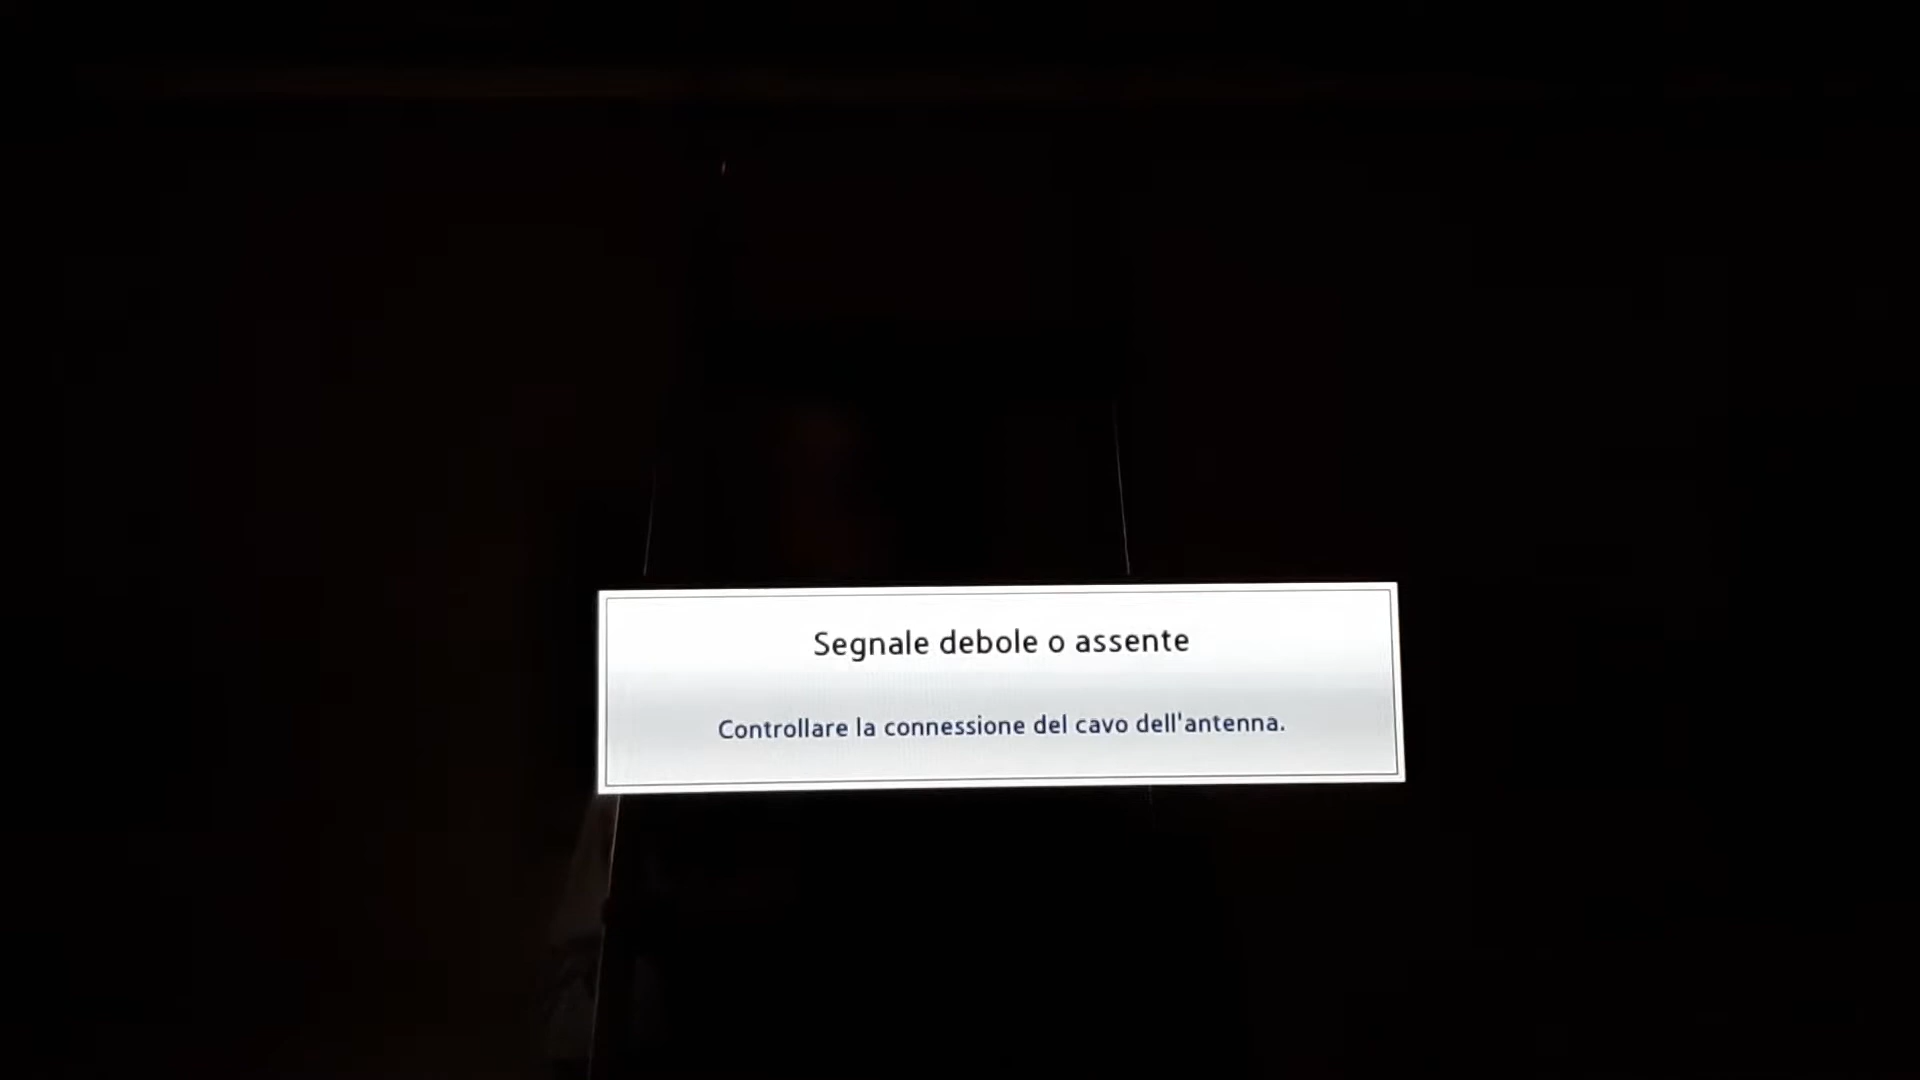 Segnale debole o assente
Controllare la connessione del cavo dell'antenna.